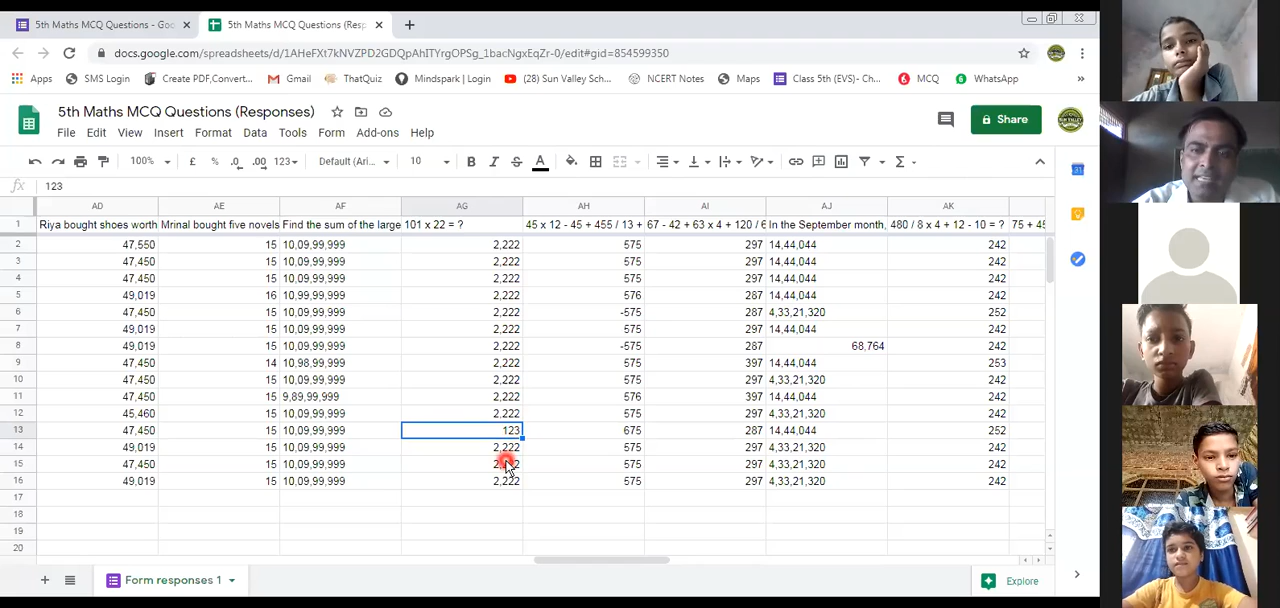 5th Maths MCQ Questions - Goo
5th Maths MCQ Questions (Resp
docs.google.com/spreadsheets/d/1AHeFXt7kNVZPD2GDQpAhITYrgOPSg_1bacNgxEqZr-0/edit#gid=854599350
Apps SMS Login Create PDF,Convert... Gmail ThatQuiz Mindspark | Login (28) Sun Valley Sch... NCERT Notes Maps Class 5th (EVS)- Ch... MCQ WhatsApp
5th Maths MCQ Questions (Responses)
Share
File Edit View Insert Format Data Tools Form Add-ons Help
100% £ % .0 .00 123 Default (Ari... 10 B I S A Σ
fx 123
AD AE AF AG AH AI AJ AK
1 Riya bought shoes worth Mrinal bought five novels Find the sum of the large 101 x 22 = ? 45 x 12 - 45 + 455 / 13 + 67 - 42 + 63 x 4 + 120 / 6 In the September month, 480 / 8 x 4 + 12 - 10 = ? 75 + 45
2 47,550 15 10,09,99,999 2,222 575 297 14,44,044 242
3 47,450 15 10,09,99,999 2,222 575 297 14,44,044 242
4 47,450 15 10,09,99,999 2,222 575 297 14,44,044 242
5 49,019 16 10,99,99,999 2,222 576 287 14,44,044 242
6 47,450 15 10,09,99,999 2,222 -575 287 4,33,21,320 252
7 49,019 15 10,09,99,999 2,222 575 297 14,44,044 242
8 49,019 15 10,09,99,999 2,222 -575 287 68,764 242
9 47,450 14 10,98,99,999 2,222 575 397 14,44,044 253
10 47,450 15 10,09,99,999 2,222 575 297 4,33,21,320 242
11 47,450 15 9,89,99,999 2,222 576 397 14,44,044 242
12 45,460 15 10,09,99,999 2,222 575 297 4,33,21,320 242
13 47,450 15 10,09,99,999 123 675 287 14,44,044 252
14 49,019 15 10,09,99,999 2,222 575 297 4,33,21,320 242
15 47,450 15 10,09,99,999 575 297 4,33,21,320 242
16 49,019 15 10,09,99,999 2,222 575 297 4,33,21,320 242
17
18
19
20
Form responses 1
Explore